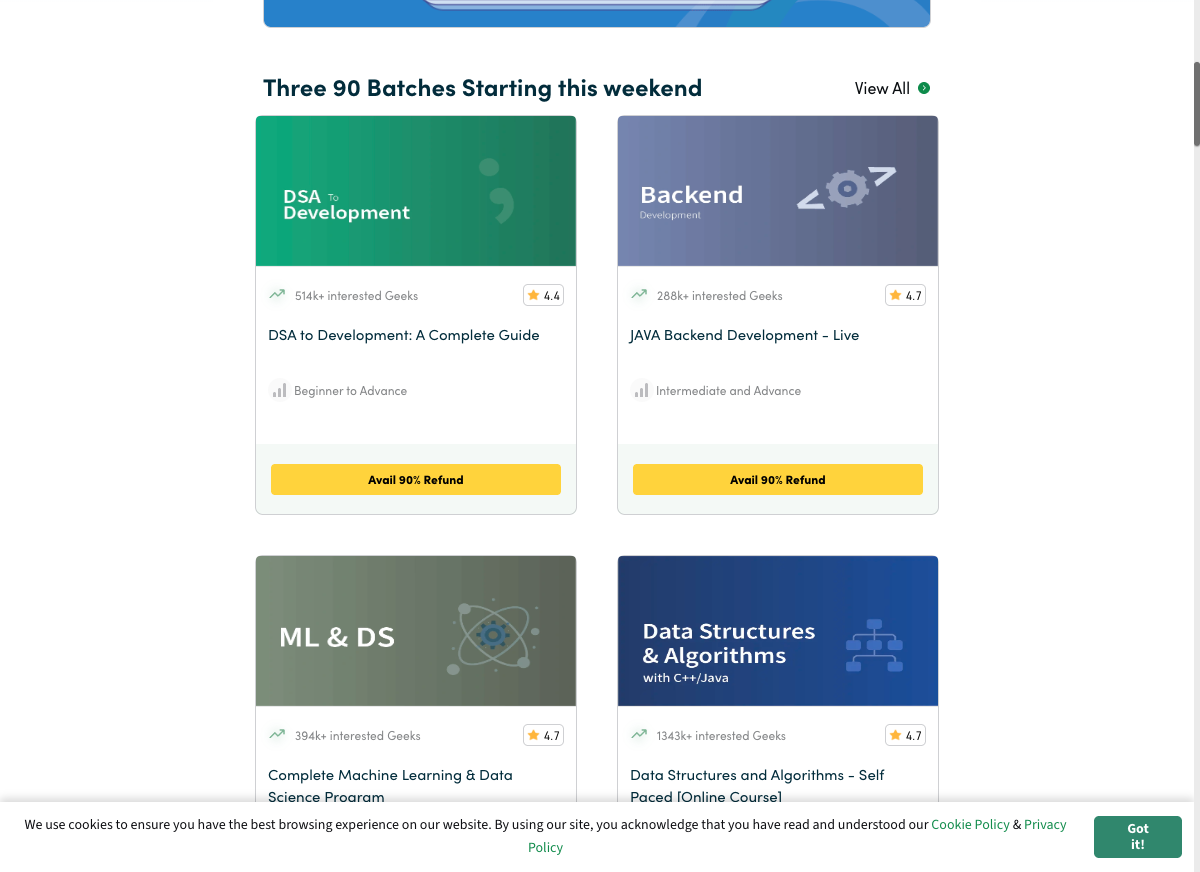 Three 90 Batches Starting this weekend
View All
DSA To
Development
Backend
Development
514k+ interested Geeks
4.4
288k+ interested Geeks
4.7
DSA to Development: A Complete Guide
JAVA Backend Development - Live
Beginner to Advance
Intermediate and Advance
Avail 90% Refund
Avail 90% Refund
ML & DS
Data Structures
& Algorithms
with C++/Java
394k+ interested Geeks
4.7
1343k+ interested Geeks
4.7
Complete Machine Learning & Data
Science Program
Data Structures and Algorithms - Self
Paced [Online Course]
We use cookies to ensure you have the best browsing experience on our website. By using our site, you acknowledge that you have read and understood our Cookie Policy & Privacy
Policy
Got
it!